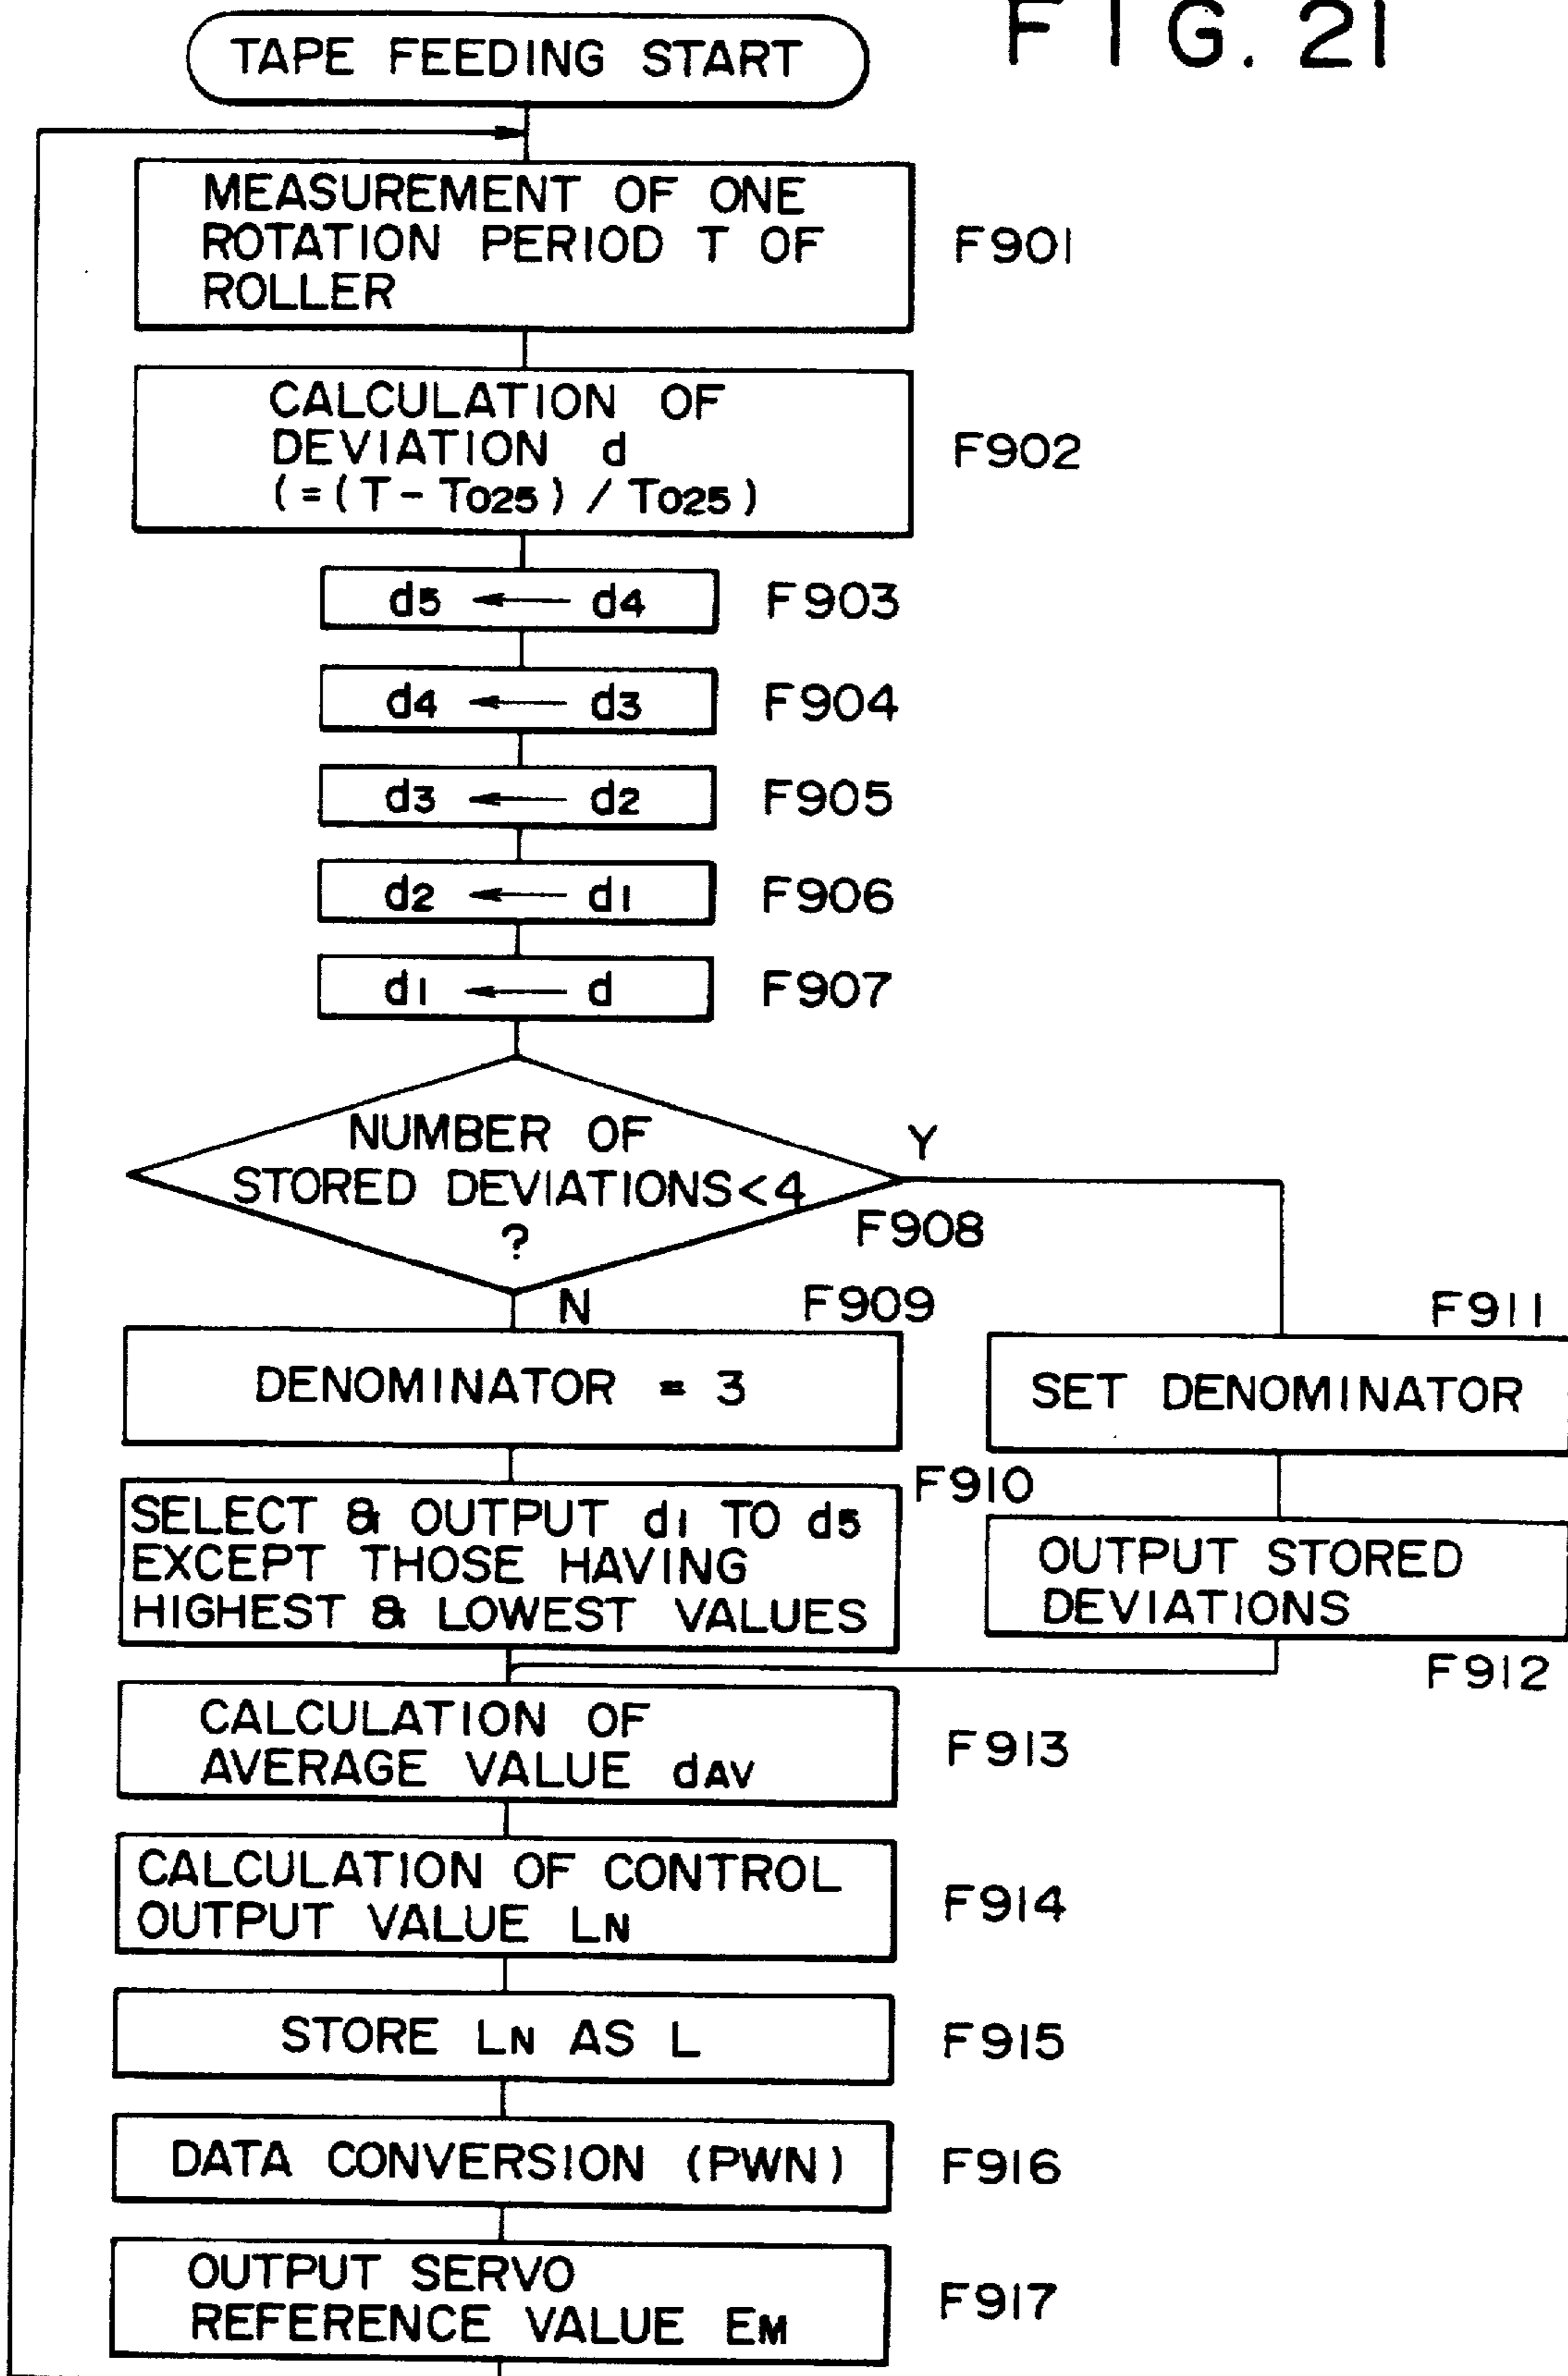 FIG. 21
TAPE FEEDING START
MEASUREMENT OF ONE
ROTATION PERIOD T OF
ROLLER
F901
CALCULATION OF
DEVIATION d
(=(T-T025)/T025)
F902
d5 ← d4
F903
d4 ← d3
F904
d3 ← d2
F905
d2 ← d1
F906
d1 ← d
F907
NUMBER OF
STORED DEVIATIONS<4
?
Y
F908
N
F909
DENOMINATOR = 3
F911
SET DENOMINATOR
F910
SELECT & OUTPUT d1 TO d5
EXCEPT THOSE HAVING
HIGHEST & LOWEST VALUES
OUTPUT STORED
DEVIATIONS
F912
CALCULATION OF
AVERAGE VALUE dAV
F913
CALCULATION OF CONTROL
OUTPUT VALUE LN
F914
STORE LN AS L
F915
DATA CONVERSION (PWN)
F916
OUTPUT SERVO
REFERENCE VALUE EM
F917